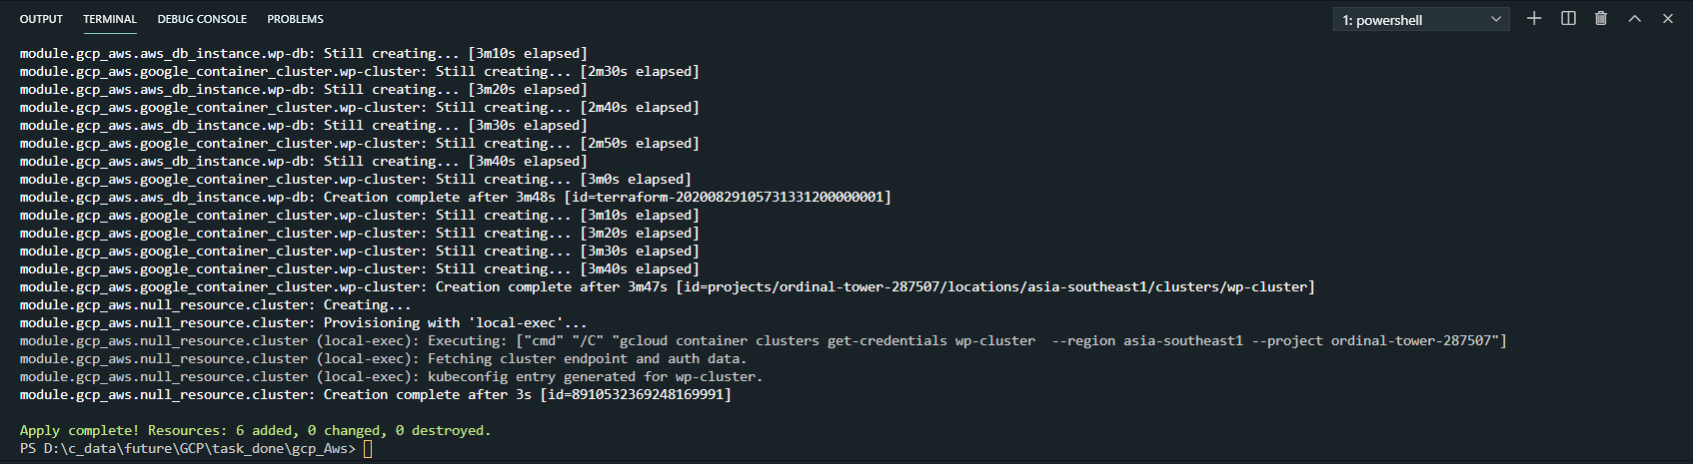 OUTPUT TERMINAL DEBUG CONSOLE PROBLEMS 1: powershell
module.gcp_aws.aws_db_instance.wp-db: Still creating... [3m10s elapsed]
module.gcp_aws.google_container_cluster.wp-cluster: Still creating... [2m30s elapsed]
module.gcp_aws.aws_db_instance.wp-db: Still creating... [3m20s elapsed]
module.gcp_aws.google_container_cluster.wp-cluster: Still creating... [2m40s elapsed]
module.gcp_aws.aws_db_instance.wp-db: Still creating... [3m30s elapsed]
module.gcp_aws.google_container_cluster.wp-cluster: Still creating... [2m50s elapsed]
module.gcp_aws.aws_db_instance.wp-db: Still creating... [3m40s elapsed]
module.gcp_aws.google_container_cluster.wp-cluster: Still creating... [3m0s elapsed]
module.gcp_aws.aws_db_instance.wp-db: Creation complete after 3m48s [id=terraform-20200829105731331200000001]
module.gcp_aws.google_container_cluster.wp-cluster: Still creating... [3m10s elapsed]
module.gcp_aws.google_container_cluster.wp-cluster: Still creating... [3m20s elapsed]
module.gcp_aws.google_container_cluster.wp-cluster: Still creating... [3m30s elapsed]
module.gcp_aws.google_container_cluster.wp-cluster: Still creating... [3m40s elapsed]
module.gcp_aws.google_container_cluster.wp-cluster: Creation complete after 3m47s [id=projects/ordinal-tower-287507/locations/asia-southeast1/clusters/wp-cluster]
module.gcp_aws.null_resource.cluster: Creating...
module.gcp_aws.null_resource.cluster: Provisioning with 'local-exec'...
module.gcp_aws.null_resource.cluster (local-exec): Executing: ["cmd" "/C" "gcloud container clusters get-credentials wp-cluster  --region asia-southeast1 --project ordinal-tower-287507"]
module.gcp_aws.null_resource.cluster (local-exec): Fetching cluster endpoint and auth data.
module.gcp_aws.null_resource.cluster (local-exec): kubeconfig entry generated for wp-cluster.
module.gcp_aws.null_resource.cluster: Creation complete after 3s [id=8910532369248169991]
Apply complete! Resources: 6 added, 0 changed, 0 destroyed.
PS D:\c_data\future\GCP\task_done\gcp_Aws>